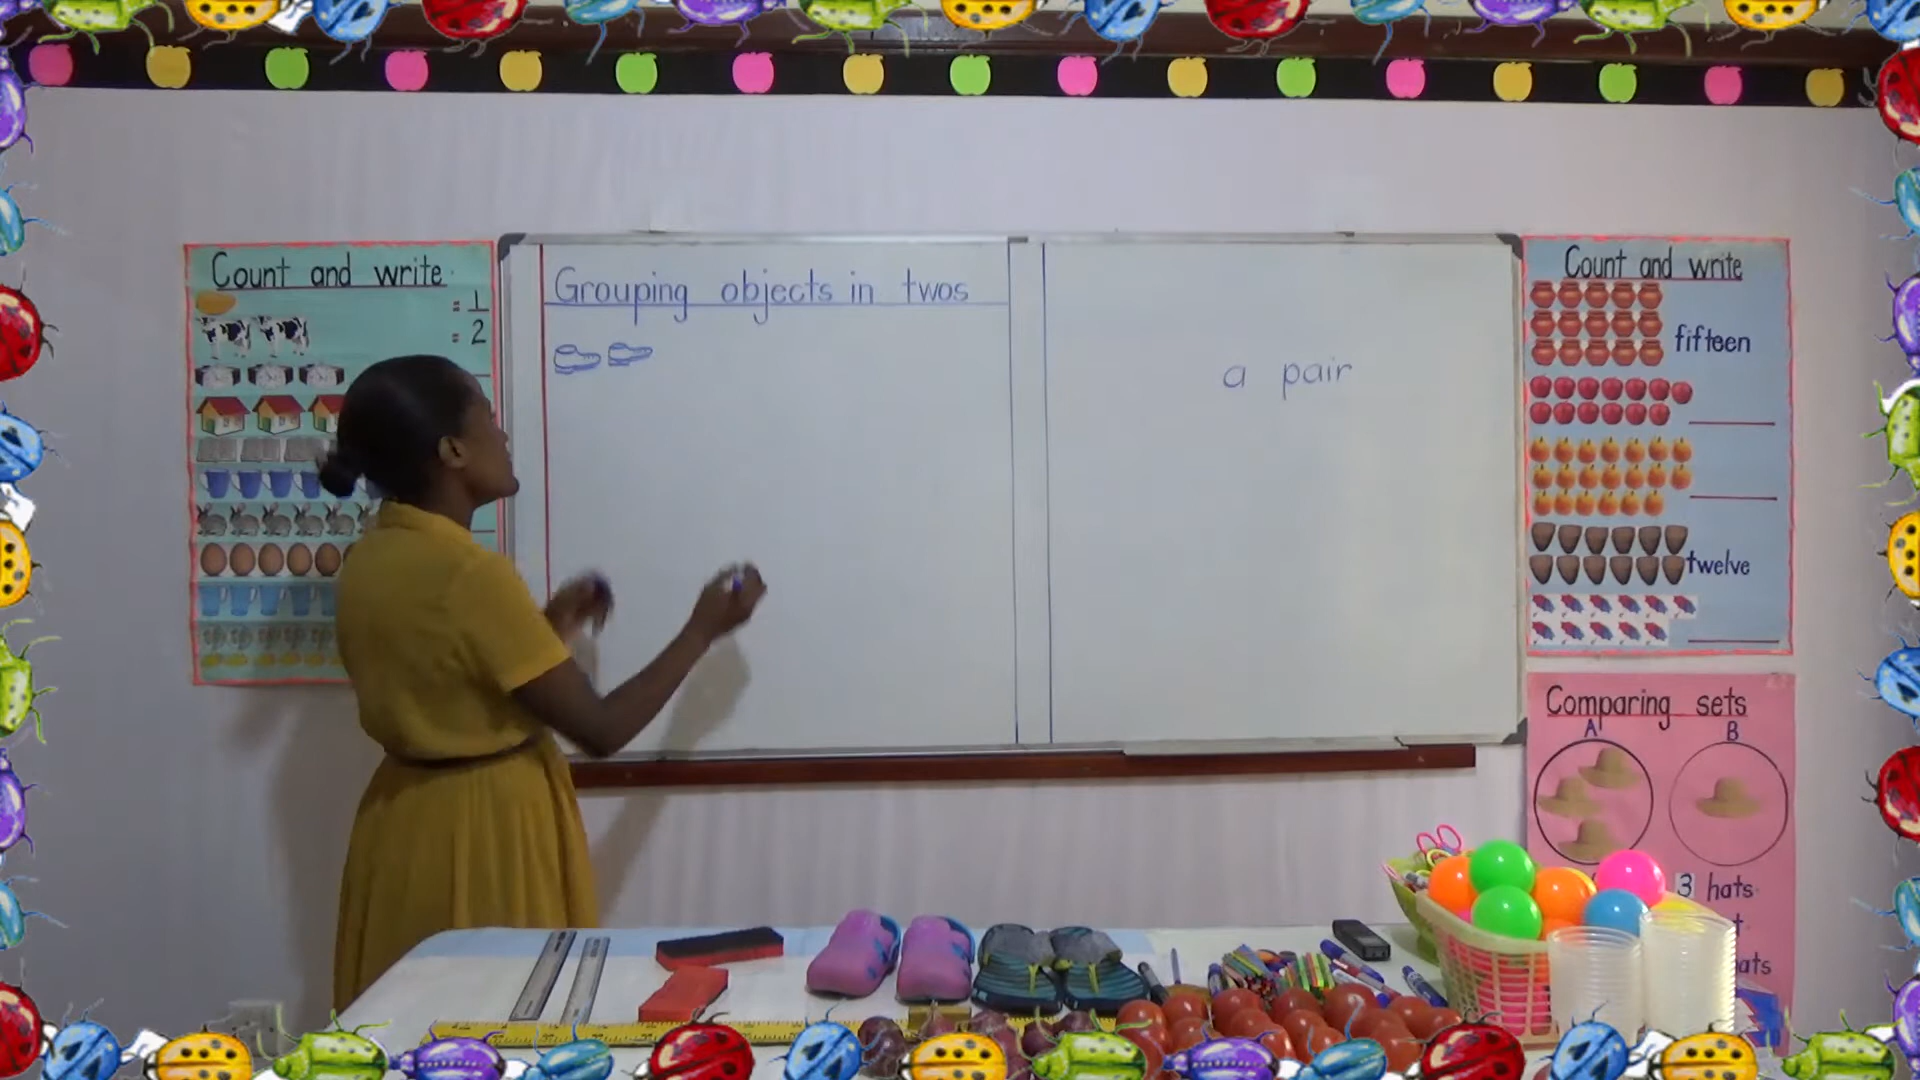 Count and write
= 1
= 2
Grouping objects in twos
a pair
Count and write
fifteen
twelve
Comparing sets
A B
3 hats